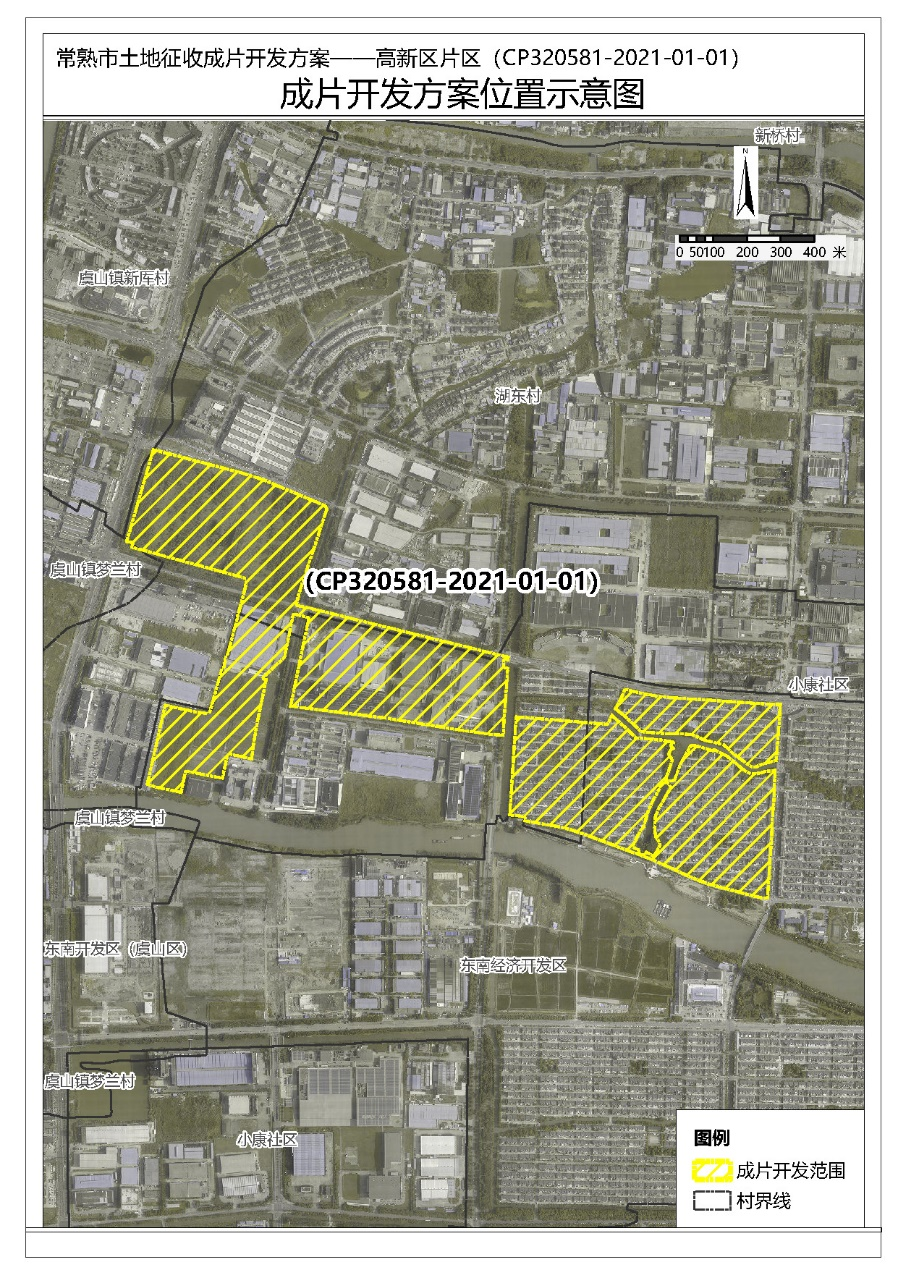 常熟市土地征收成片开发方案——高新区片区（CP320581-2021-01-01）
成片开发方案位置示意图
新桥村
N
0 50100 200 300 400 米
虞山镇新厍村
湖东村
虞山镇梦兰村
(CP320581-2021-01-01)
小康社区
虞山镇梦兰村
东南开发区（虞山区）
东南经济开发区
虞山镇梦兰村
小康社区
图例
成片开发范围
村界线